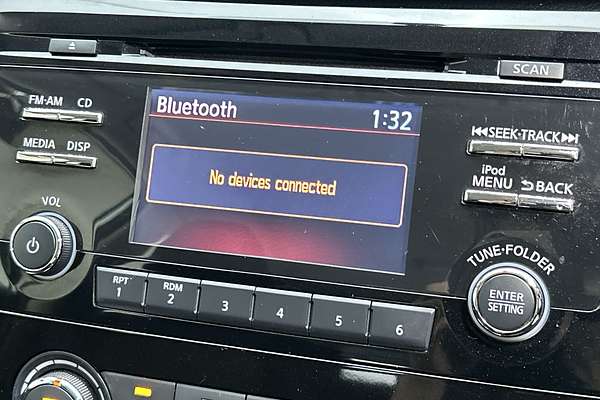 SCAN
FM·AM CD
MEDIA DISP
VOL
Bluetooth 1:32
No devices connected
SEEK·TRACK
iPod
MENU BACK
TUNE·FOLDER
ENTER
SETTING
RPT RDM
1 2 3 4 5 6